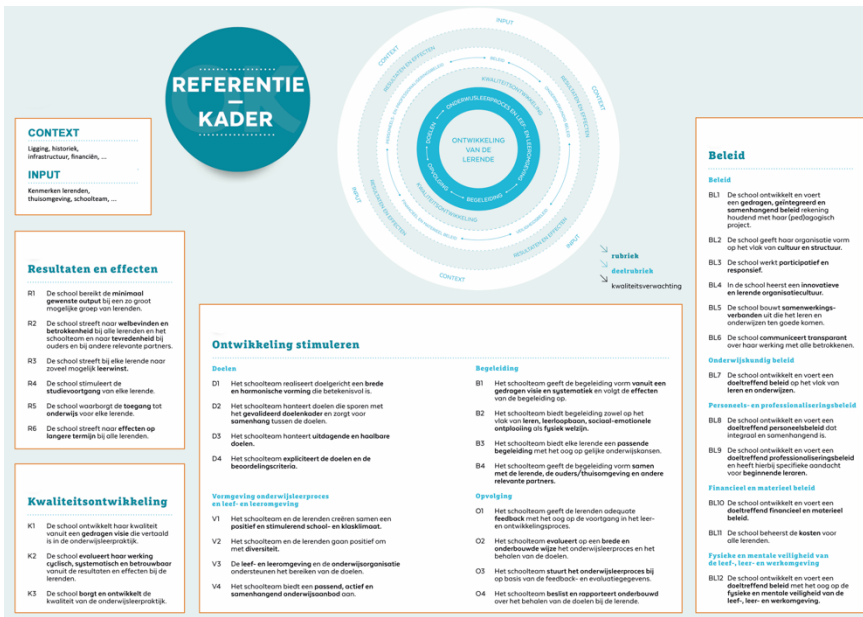 REFERENTIE
–
KADER
INPUT
CONTEXT
RESULTATEN EN EFFECTEN
BELEID
KWALITEITSONTWIKKELING
ONDERWIJSLEERPROCES EN LEEF- EN LEEROMGEVING
DOELEN
OPVOLGING
BEGELEIDING
ONTWIKKELING
VAN DE
LERENDE
KWALITEITSONTWIKKELING
RESULTATEN EN EFFECTEN
CONTEXT
INPUT
RESULTATEN EN EFFECTEN
INPUT
RESULTATEN EN EFFECTEN
CONTEXT
rubriek
deelrubriek
kwaliteitsverwachting
CONTEXT
Ligging, historiek,
infrastructuur, financiën, ...
INPUT
Kenmerken lerenden,
thuisomgeving, schoolteam, ...
Resultaten en effecten
R1 De school bereikt de minimaal
gewenste output bij een zo groot
mogelijke groep van lerenden.
R2 De school streeft naar welbevinden en
betrokkenheid bij alle lerenden en het
schoolteam en naar tevredenheid bij
ouders en bij andere relevante partners.
R3 De school streeft bij elke lerende naar
zoveel mogelijk leerwinst.
R4 De school stimuleert de
studievoortgang van elke lerende.
R5 De school waarborgt de toegang tot
onderwijs voor elke lerende.
R6 De school streeft naar effecten op
langere termijn bij alle lerenden.
Kwaliteitsontwikkeling
K1 De school ontwikkelt haar kwaliteit
vanuit een gedragen visie die vertaald
is in de onderwijsleerpraktijk.
K2 De school evalueert haar werking
cyclisch, systematisch en betrouwbaar
vanuit de resultaten en effecten bij de
lerenden.
K3 De school borgt en ontwikkelt de
kwaliteit van de onderwijsleerpraktijk.
Ontwikkeling stimuleren
Doelen
D1 Het schoolteam realiseert doelgericht een brede
en harmonische vorming die betekenisvol is.
D2 Het schoolteam hanteert doelen die sporen met
het gevalideerd doelenkader en zorgt voor
samenhang tussen de doelen.
D3 Het schoolteam hanteert uitdagende en haalbare
doelen.
D4 Het schoolteam expliciteert de doelen en de
beoordelingscriteria.
Vormgeving onderwijsleerproces
en leef- en leeromgeving
V1 Het schoolteam en de lerenden creëren samen een
positief en stimulerend school- en klasklimaat.
V2 Het schoolteam en de lerenden gaan positief om
met diversiteit.
V3 De leef- en leeromgeving en de onderwijsorganisatie
ondersteunen het bereiken van de doelen.
V4 Het schoolteam biedt een passend, actief en
samenhangend onderwijsaanbod aan.
Begeleiding
B1 Het schoolteam geeft de begeleiding vorm vanuit een
gedragen visie en systematiek en volgt de effecten
van de begeleiding op.
B2 Het schoolteam biedt begeleiding zowel op het
vlak van leren, leerloopbaan, sociaal-emotionele
ontplooiing als fysiek welzijn.
B3 Het schoolteam biedt elke lerende een passende
begeleiding met het oog op gelijke onderwijskansen.
B4 Het schoolteam geeft de begeleiding vorm samen
met de lerende, de ouders/thuisomgeving en andere
relevante partners.
Opvolging
O1 Het schoolteam geeft de lerenden adequate
feedback met het oog op de voortgang in het leer-
en ontwikkelingsproces.
O2 Het schoolteam evalueert op een brede en
onderbouwde wijze het onderwijsleerproces en het
behalen van de doelen.
O3 Het schoolteam stuurt het onderwijsleerproces bij
op basis van de feedback- en evaluatiegegevens.
O4 Het schoolteam beslist en rapporteert onderbouwd
over het behalen van de doelen bij de lerende.
Beleid
Beleid
BL1 De school ontwikkelt en voert
een gedragen, geïntegreerd en
samenhangend beleid rekening
houdend met haar (ped)agogisch
project.
BL2 De school geeft haar organisatie vorm
op het vlak van cultuur en structuur.
BL3 De school werkt participatief en
responsief.
BL4 In de school heerst een innovatieve
en lerende organisatiecultuur.
BL5 De school bouwt samenwerkings-
verbanden uit die het leren en
onderwijzen ten goede komen.
BL6 De school communiceert transparant
over haar werking met alle betrokkenen.
Onderwijskundig beleid
BL7 De school ontwikkelt en voert een
doeltreffend beleid op het vlak van
leren en onderwijzen.
Personeels- en professionaliseringsbeleid
BL8 De school ontwikkelt en voert een
doeltreffend personeelsbeleid dat
integraal en samenhangend is.
BL9 De school ontwikkelt en voert een
doeltreffend professionaliseringsbeleid
en heeft hierbij specifieke aandacht
voor beginnende leraren.
Financieel en materieel beleid
BL10 De school ontwikkelt en voert een
doeltreffend financieel en materieel
beleid.
BL11 De school beheerst de kosten voor
alle lerenden.
Fysieke en mentale veiligheid van
de leef-, leer- en werkomgeving
BL12 De school ontwikkelt en voert een
doeltreffend beleid met het oog op de
fysieke en mentale veiligheid van de
leef-, leer- en werkomgeving.